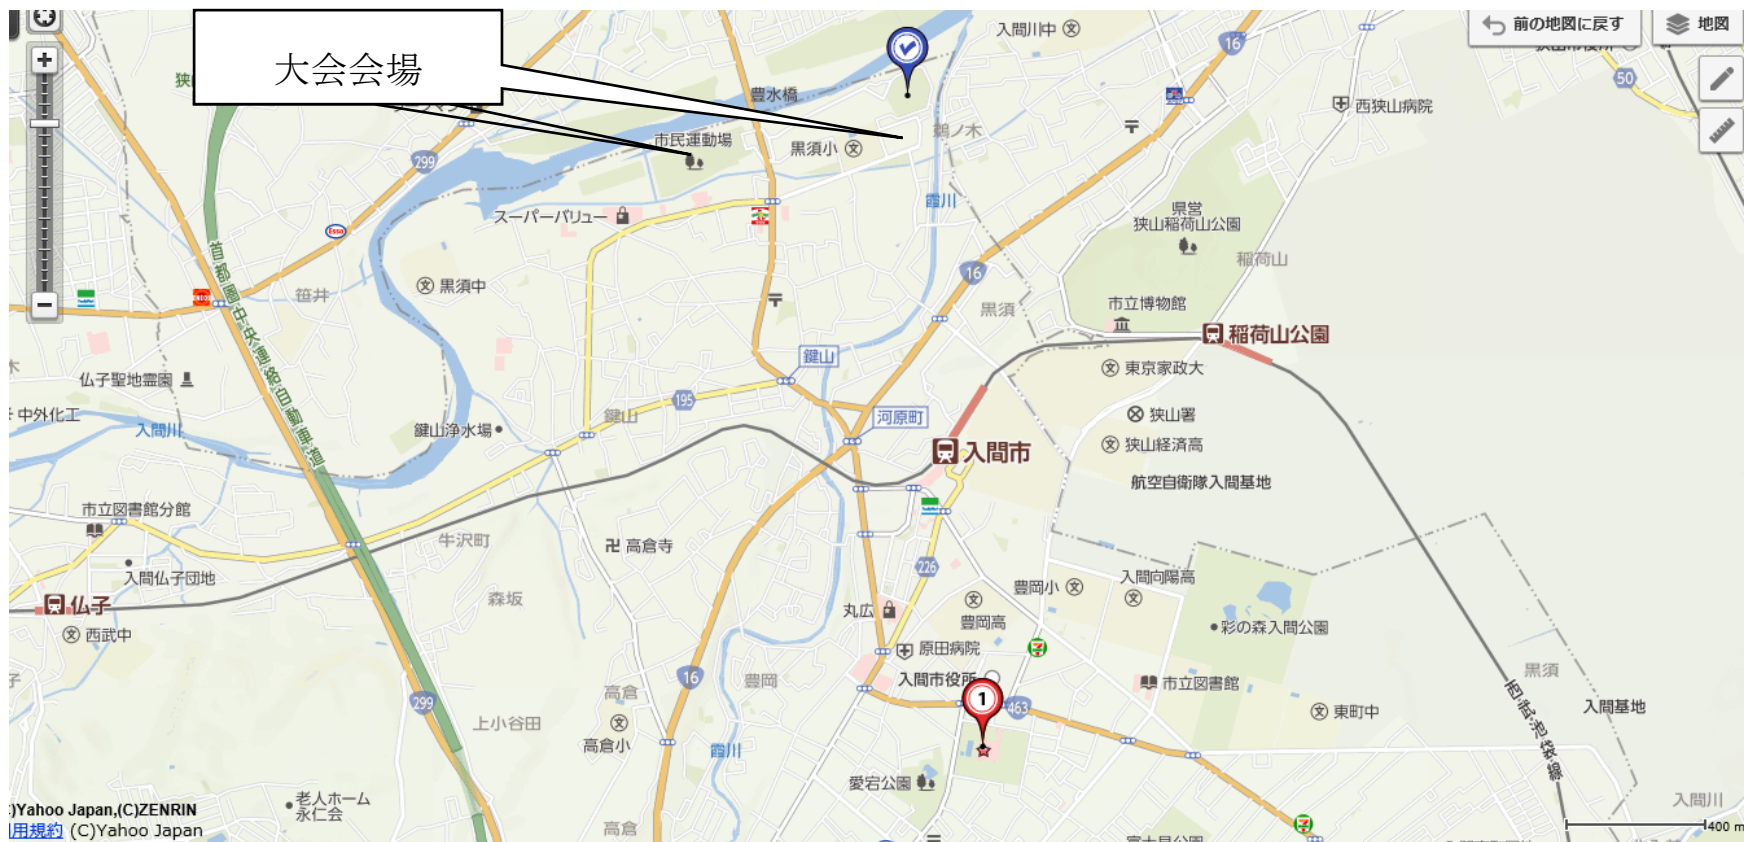 大会会場
入間川中
16
前の地図に戻す
地図
50
豊水橋
西狭山病院
市民運動場
黒須小
鵜ノ木
299
霞川
スーパーバリュー
県営
狭山稲荷山公園
Esso
16
稲荷山
首都圏中央連絡自動車道
黒須中
笹井
黒須
市立博物館
稲荷山公園
鍵山
東京家政大
仏子聖地霊園
195
中外化工
鍵山
河原町
狭山署
入間川
鍵山浄水場
狭山経済高
入間市
航空自衛隊入間基地
市立図書館分館
牛沢町
高倉寺
入間仏子団地
226
豊岡小
入間向陽高
仏子
森坂
丸広
豊岡高
西武中
彩の森入間公園
原田病院
16
豊岡
入間市役所
市立図書館
黒須
高倉
299
1
463
東町中
西武池袋線
入間基地
上小谷田
高倉小
霞川
愛宕公園
老人ホーム
永仁会
入間川
)Yahoo Japan,(C)ZENRIN
用規約 (C)Yahoo Japan
高倉
400 m